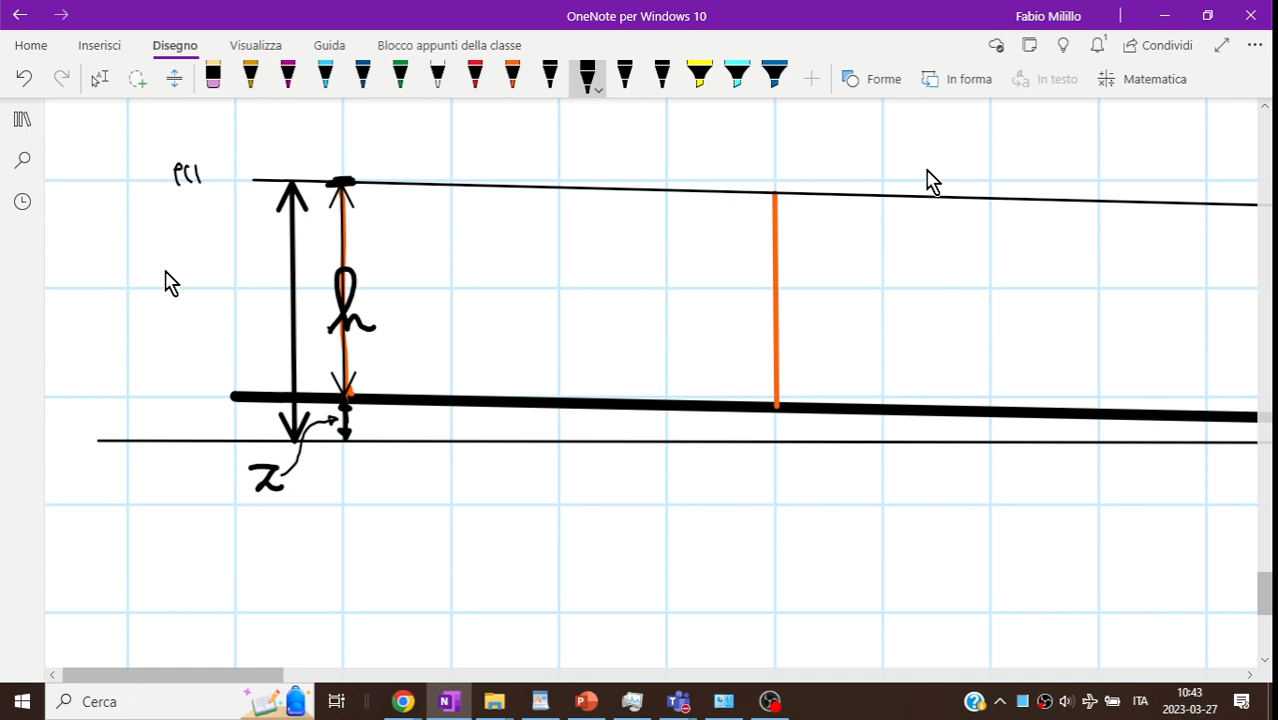 OneNote per Windows 10
Fabio Milillo
Home Inserisci Disegno Visualizza Guida Blocco appunti della classe
Condividi
Forme In forma In testo Matematica
h
z
Cerca
ITA
10:43
2023-03-27